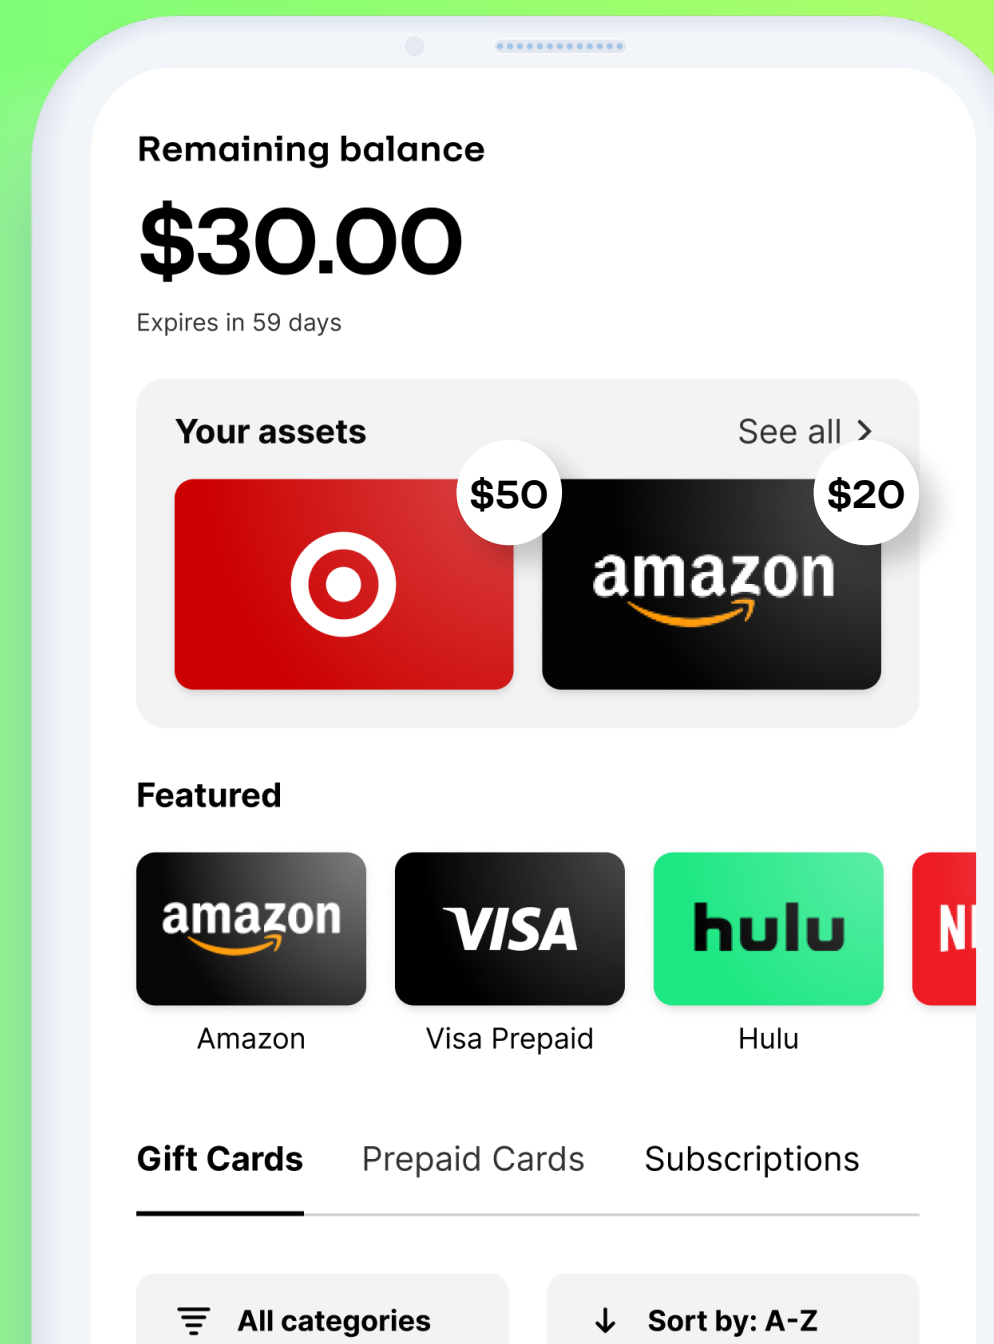 Remaining balance
$30.00
Expires in 59 days
Your assets
See all
$50
$20
amazon
Featured
amazon
VISA
hulu
Amazon
Visa Prepaid
Hulu
Gift Cards
Prepaid Cards
Subscriptions
All categories
Sort by: A-Z